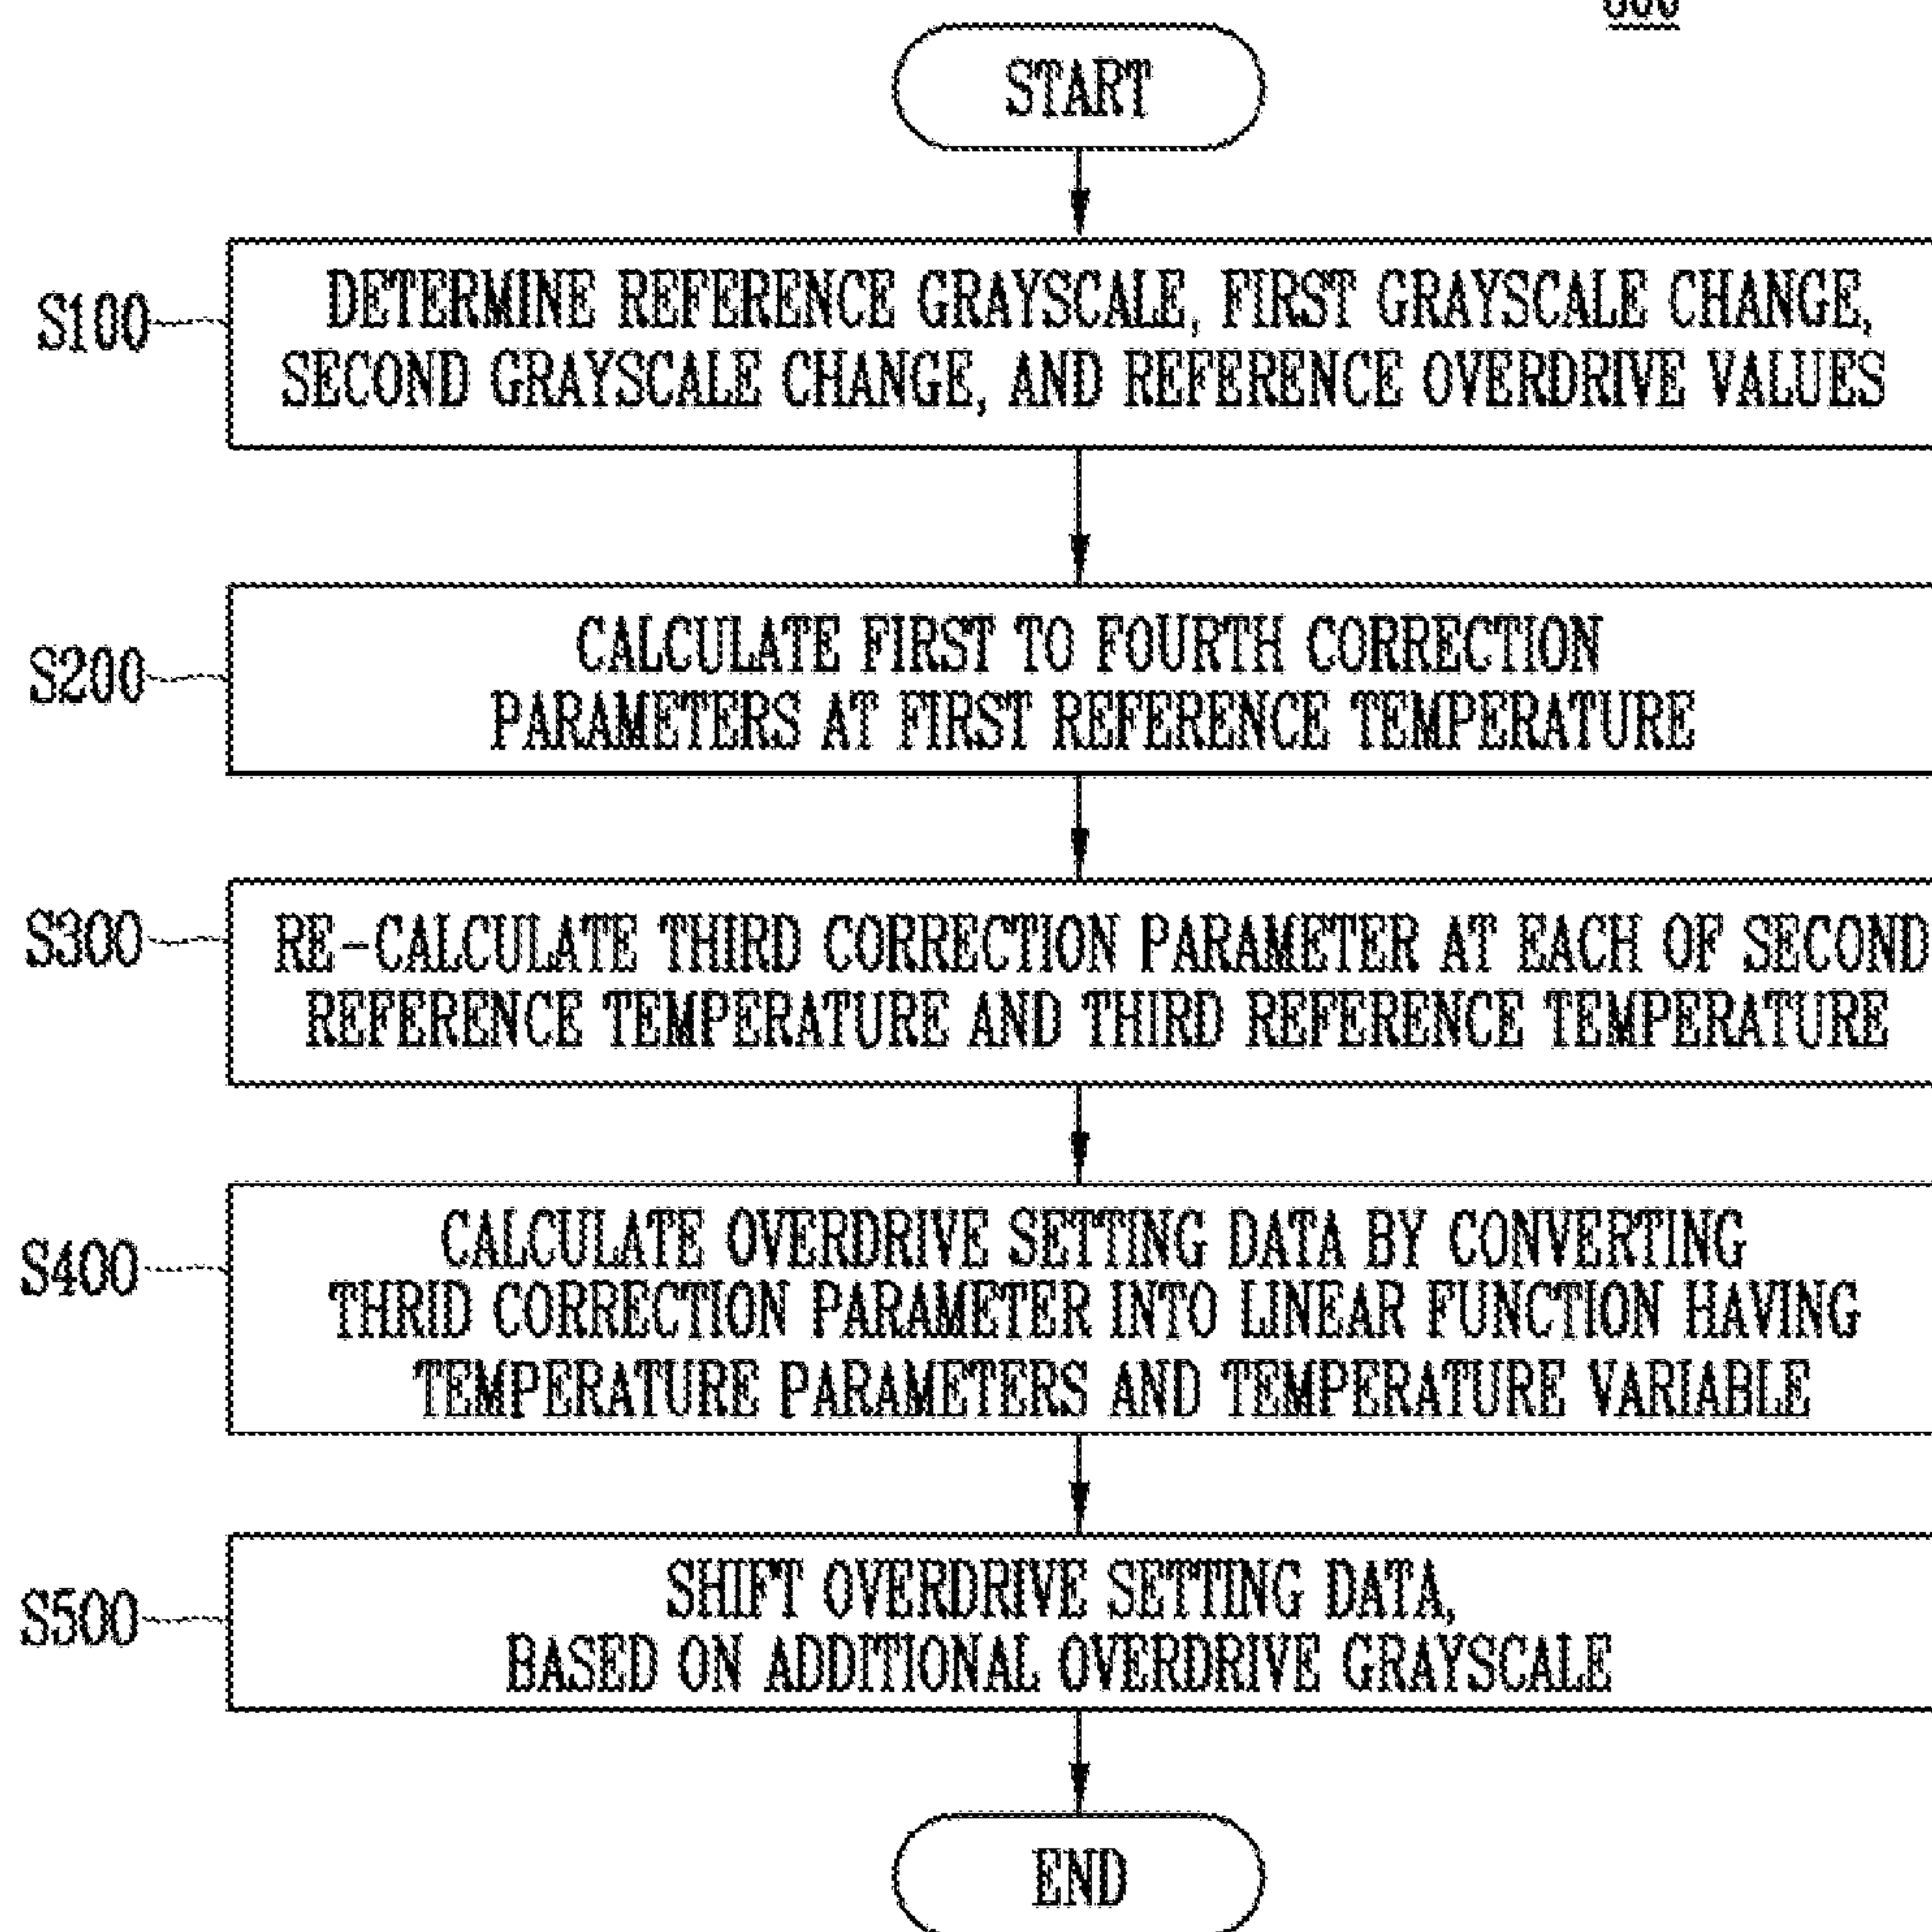 START
S100
DETERMINE REFERENCE GRAYSCALE, FIRST GRAYSCALE CHANGE,
SECOND GRAYSCALE CHANGE, AND REFERENCE OVERDRIVE VALUES
S200
CALCULATE FIRST TO FOURTH CORRECTION
PARAMETERS AT FIRST REFERENCE TEMPERATURE
S300
RE-CALCULATE THIRD CORRECTION PARAMETER AT EACH OF SECOND
REFERENCE TEMPERATURE AND THIRD REFERENCE TEMPERATURE
S400
CALCULATE OVERDRIVE SETTING DATA BY CONVERTING
THRID CORRECTION PARAMETER INTO LINEAR FUNCTION HAVING
TEMPERATURE PARAMETERS AND TEMPERATURE VARIABLE
S500
SHIFT OVERDRIVE SETTING DATA,
BASED ON ADDITIONAL OVERDRIVE GRAYSCALE
END